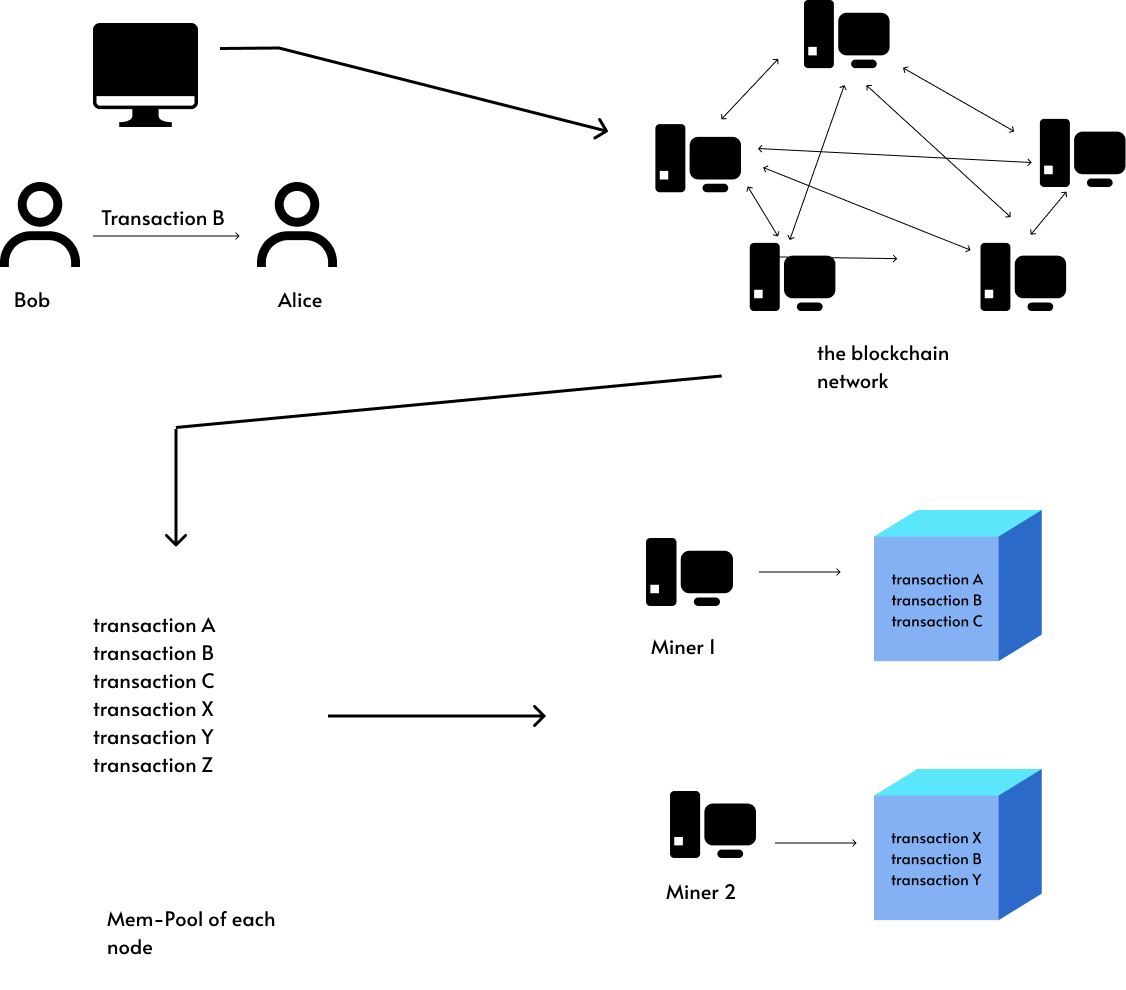 Transaction B
Bob
Alice
the blockchain
network
transaction A
transaction B
transaction C
transaction X
transaction Y
transaction Z
Mem-Pool of each
node
Miner 1
transaction A
transaction B
transaction C
Miner 2
transaction X
transaction B
transaction Y